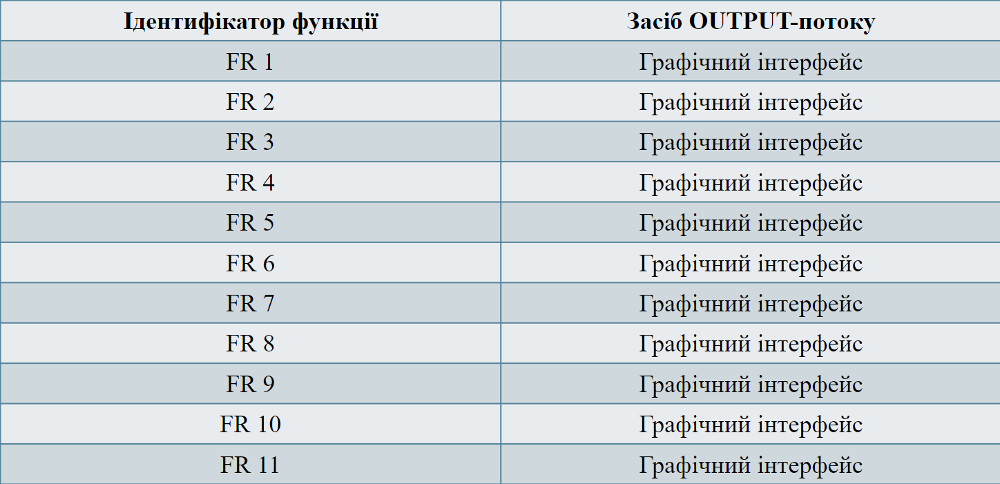 Ідентифікатор функції Засіб OUTPUT-потоку
FR 1 Графічний інтерфейс
FR 2 Графічний інтерфейс
FR 3 Графічний інтерфейс
FR 4 Графічний інтерфейс
FR 5 Графічний інтерфейс
FR 6 Графічний інтерфейс
FR 7 Графічний інтерфейс
FR 8 Графічний інтерфейс
FR 9 Графічний інтерфейс
FR 10 Графічний інтерфейс
FR 11 Графічний інтерфейс